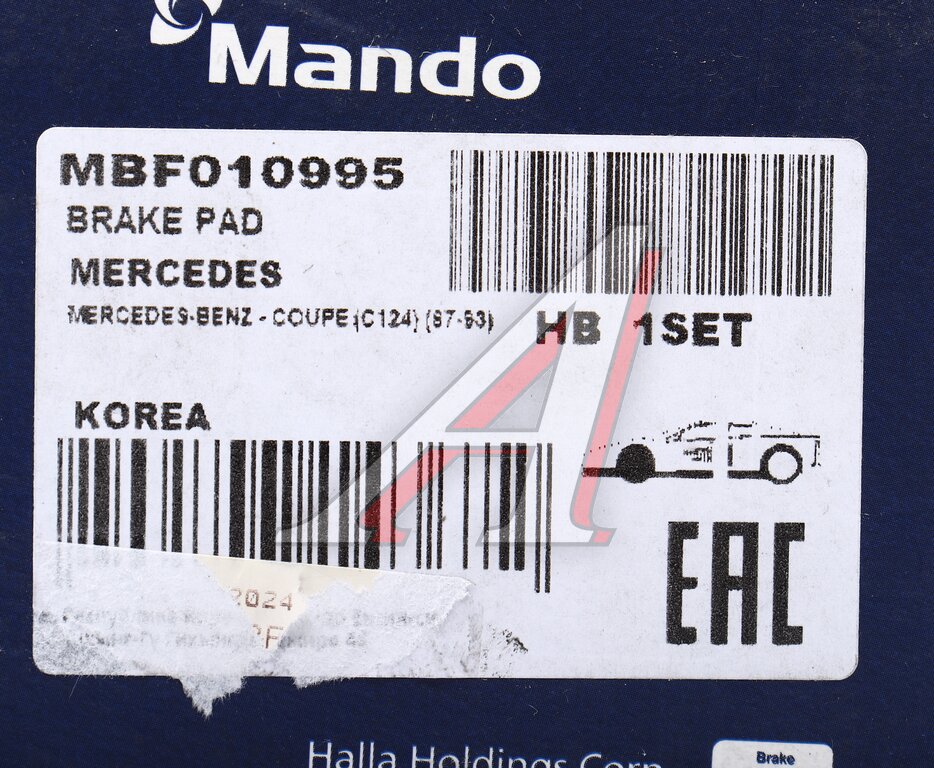 Mando
MBF010995
BRAKE PAD
MERCEDES
MERCEDES-BENZ - COUPE (C124) (87-93)
HB 1SET
KOREA
EAC
2024
Halla Holdings Corp.
Brake